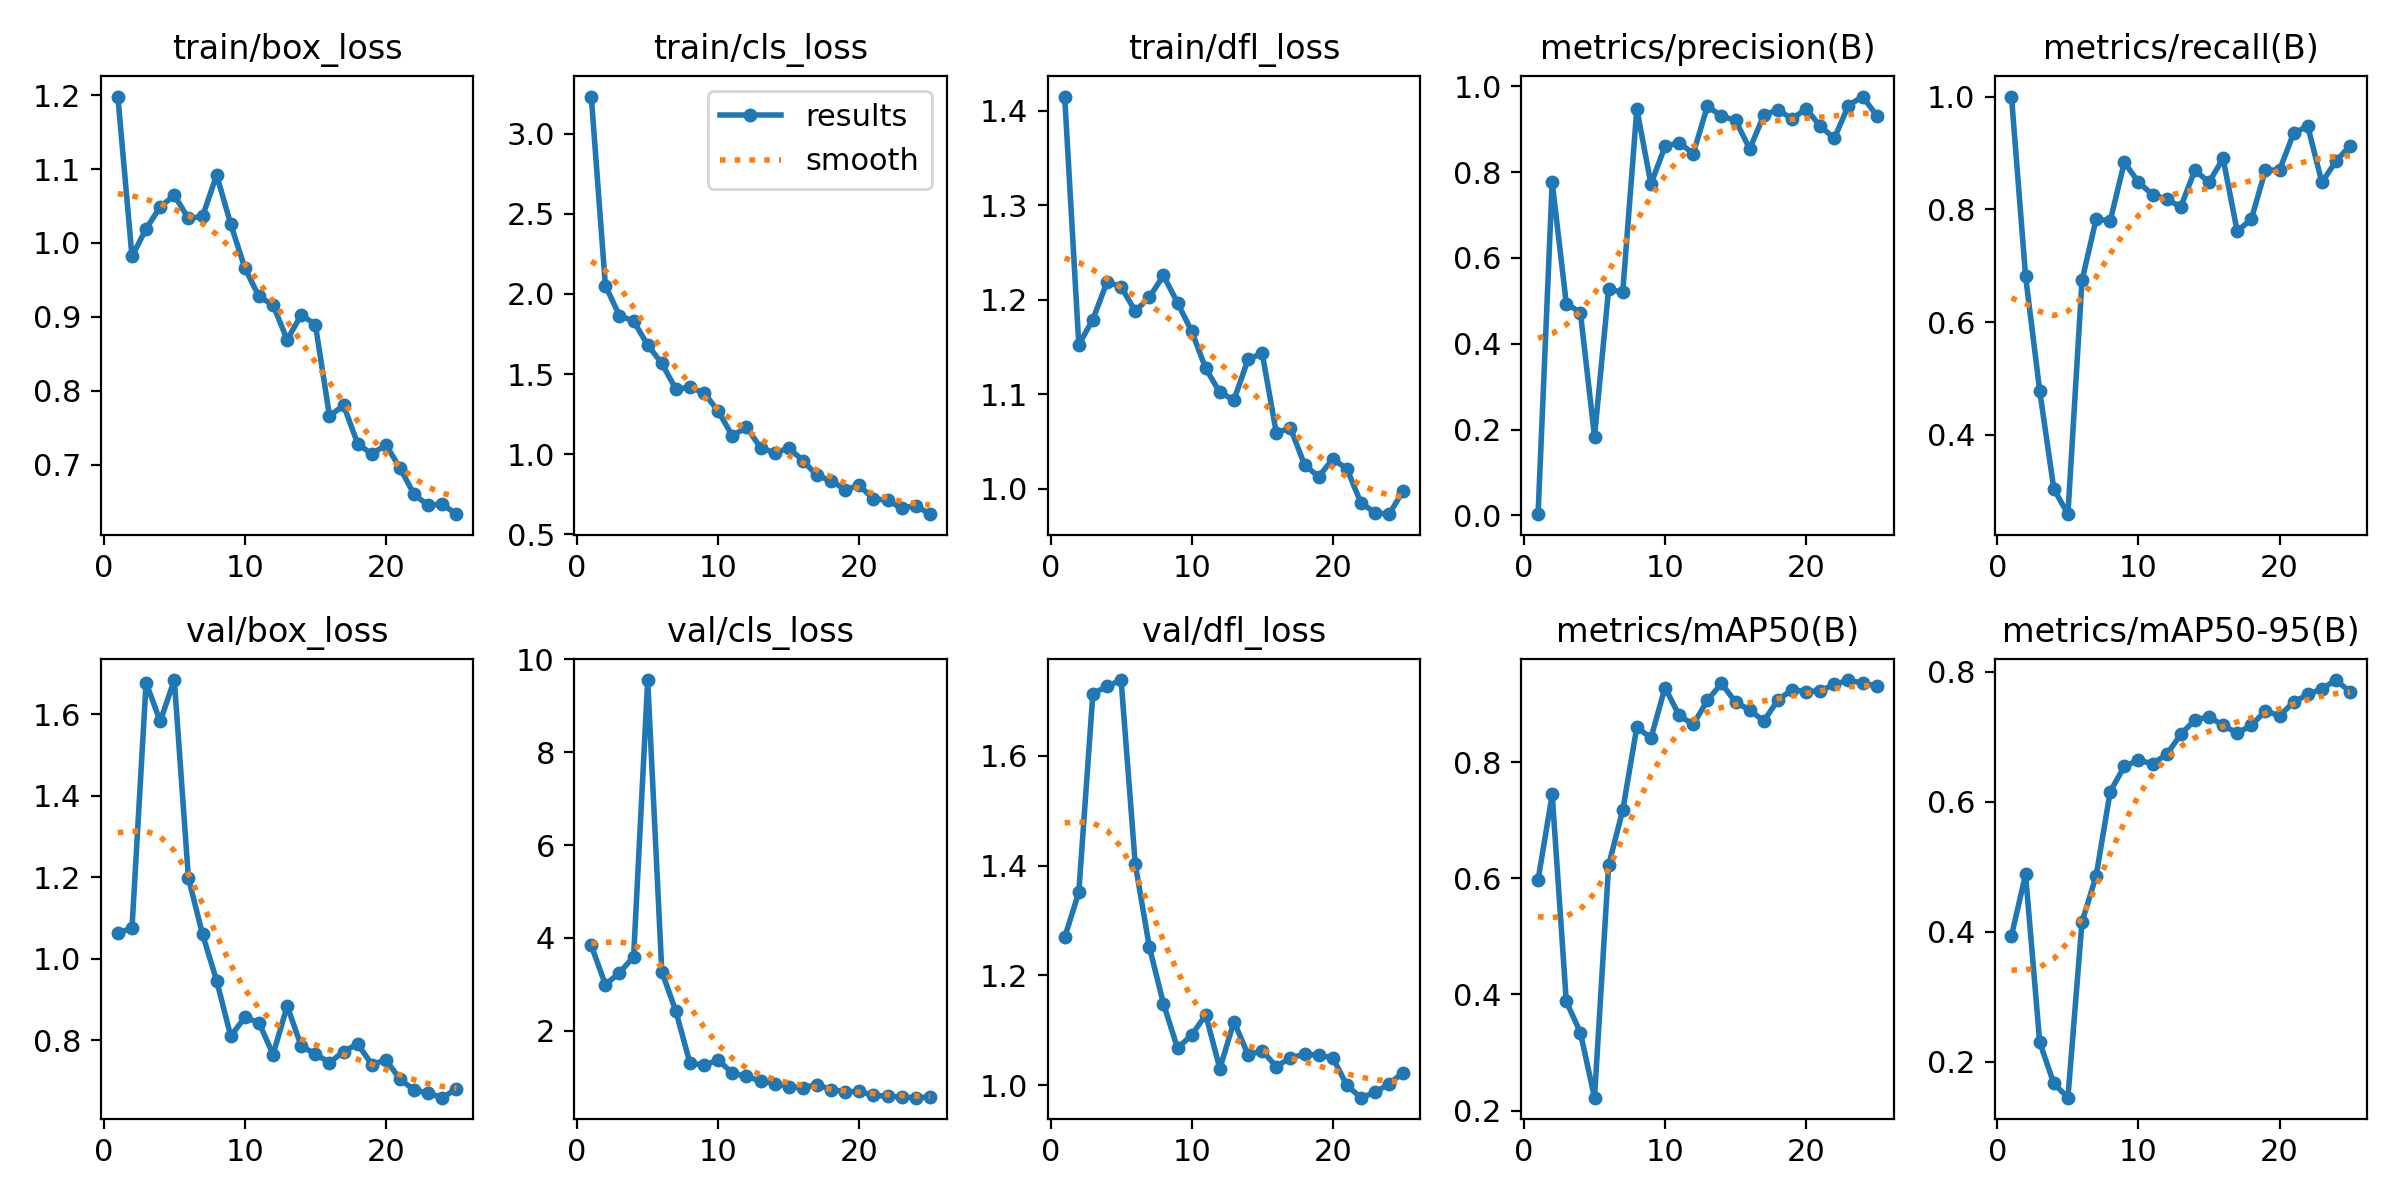 train/box_loss
train/cls_loss
train/dfl_loss
metrics/precision(B)
metrics/recall(B)
1.2
1.1
1.0
0.9
0.8
0.7
0 10 20
results
smooth
3.0
2.5
2.0
1.5
1.0
0.5
0 10 20
1.4
1.3
1.2
1.1
1.0
0 10 20
1.0
0.8
0.6
0.4
0.2
0.0
0 10 20
1.0
0.8
0.6
0.4
0 10 20
val/box_loss
val/cls_loss
val/dfl_loss
metrics/mAP50(B)
metrics/mAP50-95(B)
1.6
1.4
1.2
1.0
0.8
0 10 20
10
8
6
4
2
0 10 20
1.6
1.4
1.2
1.0
0 10 20
0.8
0.6
0.4
0.2
0 10 20
0.8
0.6
0.4
0.2
0 10 20